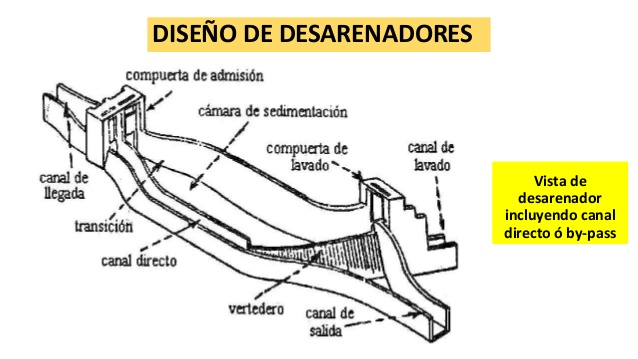 DISEÑO DE DESARENADORES
compuerta de admisión
cámara de sedimentación
compuerta de
lavado
canal de
lavado
canal de
llegada
transición
canal directo
vertedero
canal de
salida
Vista de
desarenador
incluyendo canal
directo ó by-pass